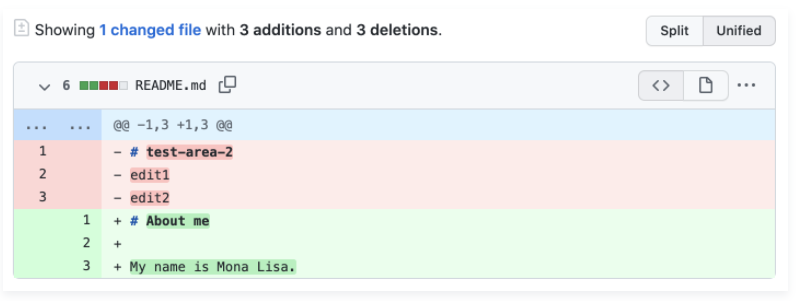 Showing 1 changed file with 3 additions and 3 deletions.
Split Unified
6 README.md
... ... @@ -1,3 +1,3 @@
1 - # test-area-2
2 - edit1
3 - edit2
1 + # About me
2 +
3 + My name is Mona Lisa.